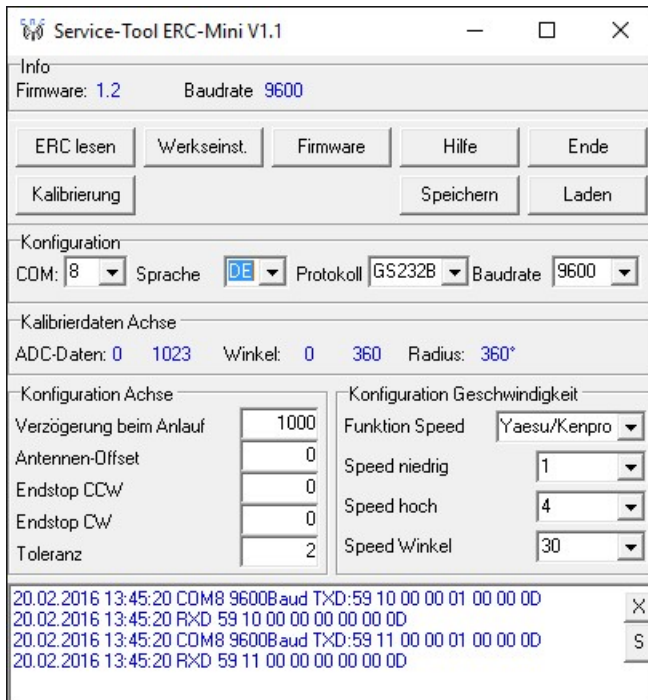 Service-Tool ERC-Mini V1.1
Info
Firmware: 1.2 Baudrate 9600
ERC lesen Werkseinst. Firmware Hilfe Ende
Kalibrierung Speichern Laden
Konfiguration
COM: 8 Sprache DE Protokoll GS232B Baudrate 9600
Kalibrierdaten Achse
ADC-Daten: 0 1023 Winkel: 0 360 Radius: 360°
Konfiguration Achse
Verzögerung beim Anlauf 1000
Antennen-Offset 0
Endstop CCW 0
Endstop CW 0
Toleranz 2
Konfiguration Geschwindigkeit
Funktion Speed Yaesu/Kenpro
Speed niedrig 1
Speed hoch 4
Speed Winkel 30
20.02.2016 13:45:20 COM8 9600Baud TXD:59 10 00 00 01 00 00 0D
20.02.2016 13:45:20 RXD 59 10 00 00 00 00 00 0D
20.02.2016 13:45:20 COM8 9600Baud TXD:59 11 00 00 01 00 00 0D
20.02.2016 13:45:20 RXD 59 11 00 00 00 00 00 0D
X
S